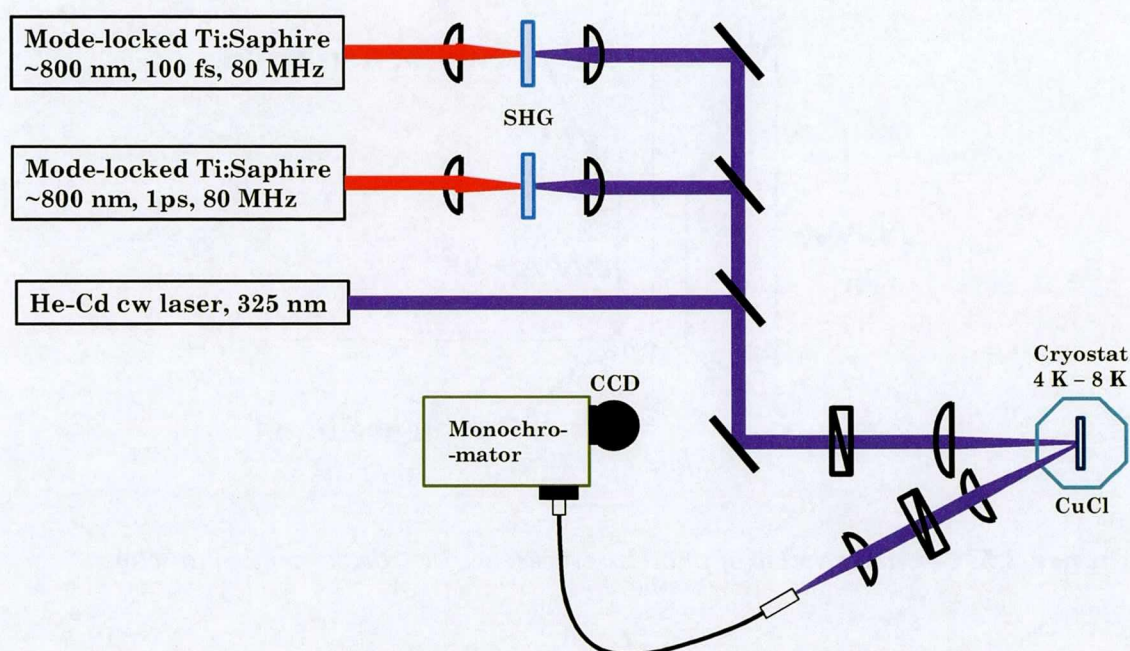 Mode-locked Ti:Saphire
~800 nm, 100 fs, 80 MHz
SHG
Mode-locked Ti:Saphire
~800 nm, 1ps, 80 MHz
He-Cd cw laser, 325 nm
Cryostat
4 K – 8 K
CCD
Monochro-
-mator
CuCl